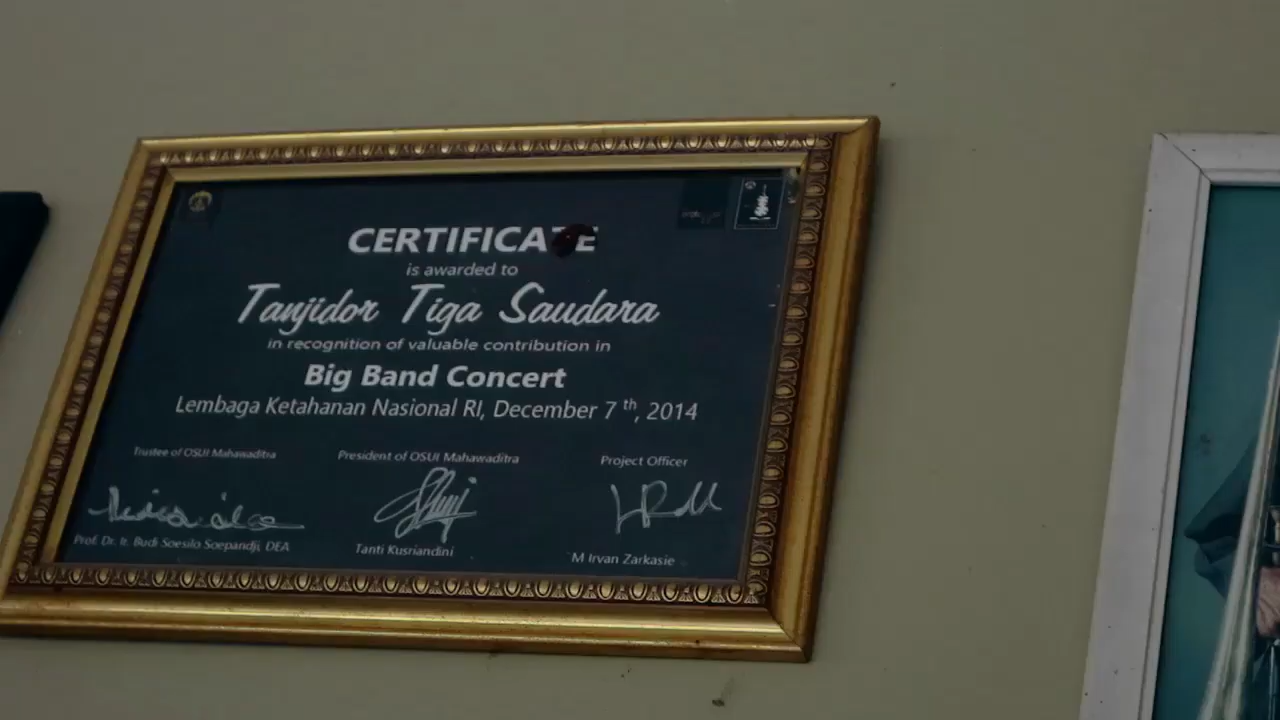 CERTIFICATE
is awarded to
Tanjidor Tiga Saudara
in recognition of valuable contribution in
Big Band Concert
Lembaga Ketahanan Nasional RI, December 7 th, 2014
Trustee of OSUI Mahawaditra
President of OSUI Mahawaditra
Project Officer
Prof. Dr. Ir. Budi Soesilo Soepandji, DEA
Tanti Kusriandini
M Irvan Zarkasie